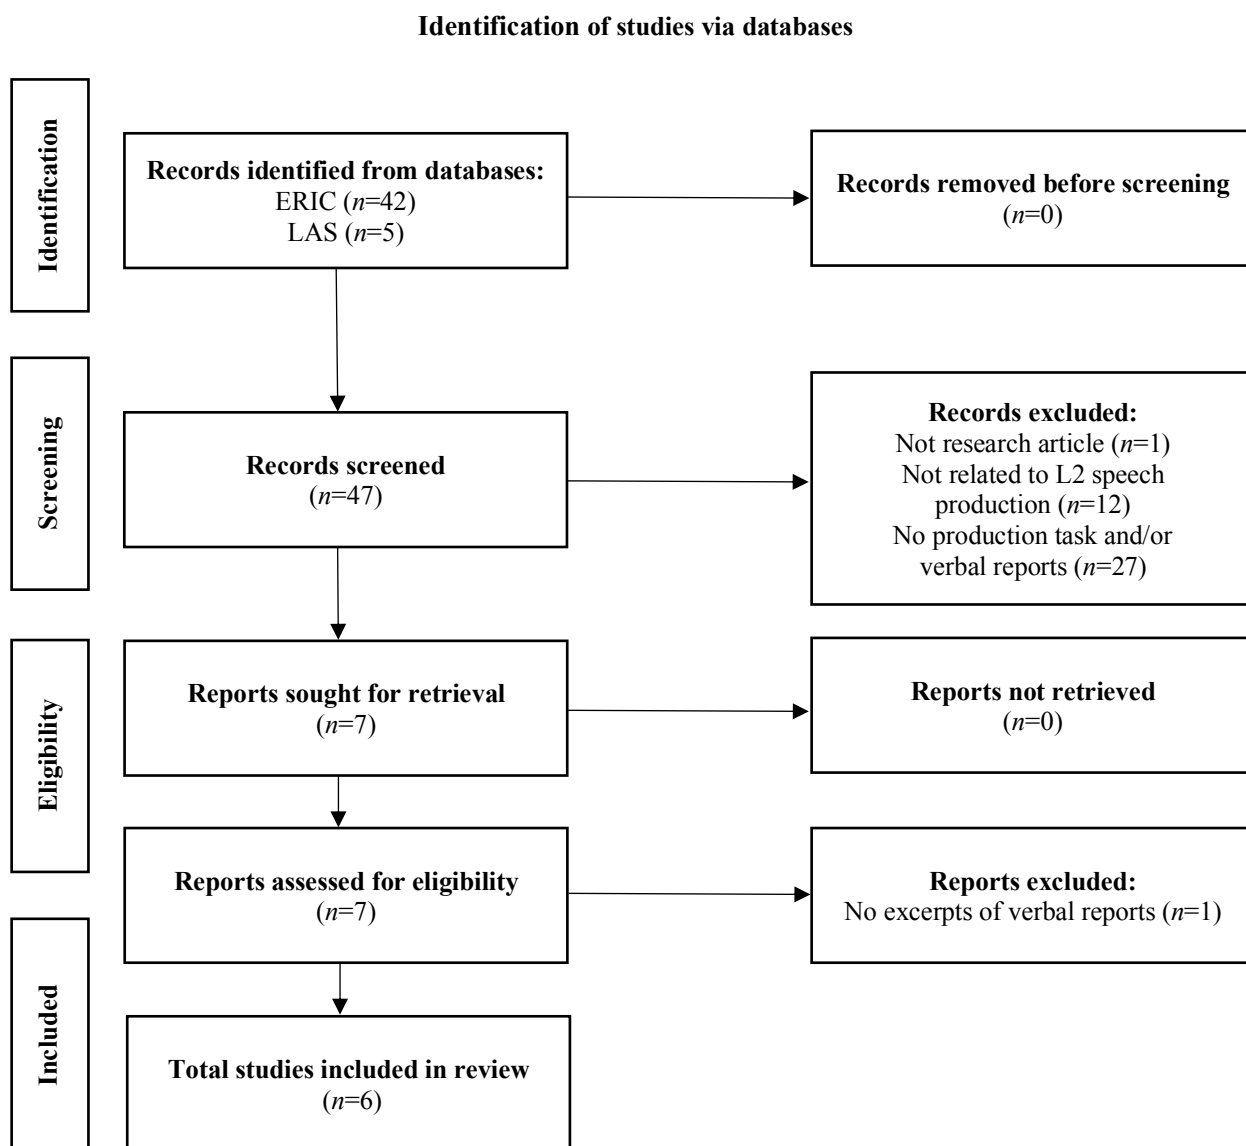 Identification of studies via databases
Identification
Records identified from databases:
ERIC (n=42)
LAS (n=5)
Records removed before screening
(n=0)
Screening
Records screened
(n=47)
Records excluded:
Not research article (n=1)
Not related to L2 speech
production (n=12)
No production task and/or
verbal reports (n=27)
Eligibility
Reports sought for retrieval
(n=7)
Reports not retrieved
(n=0)
Reports assessed for eligibility
(n=7)
Reports excluded:
No excerpts of verbal reports (n=1)
Included
Total studies included in review
(n=6)